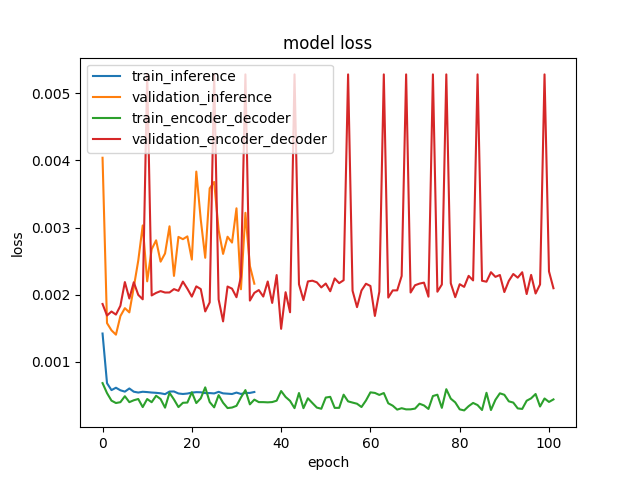 model loss
train_inference
validation_inference
train_encoder_decoder
validation_encoder_decoder
0.005
0.004
0.003
0.002
0.001
loss
0 20 40 60 80 100
epoch